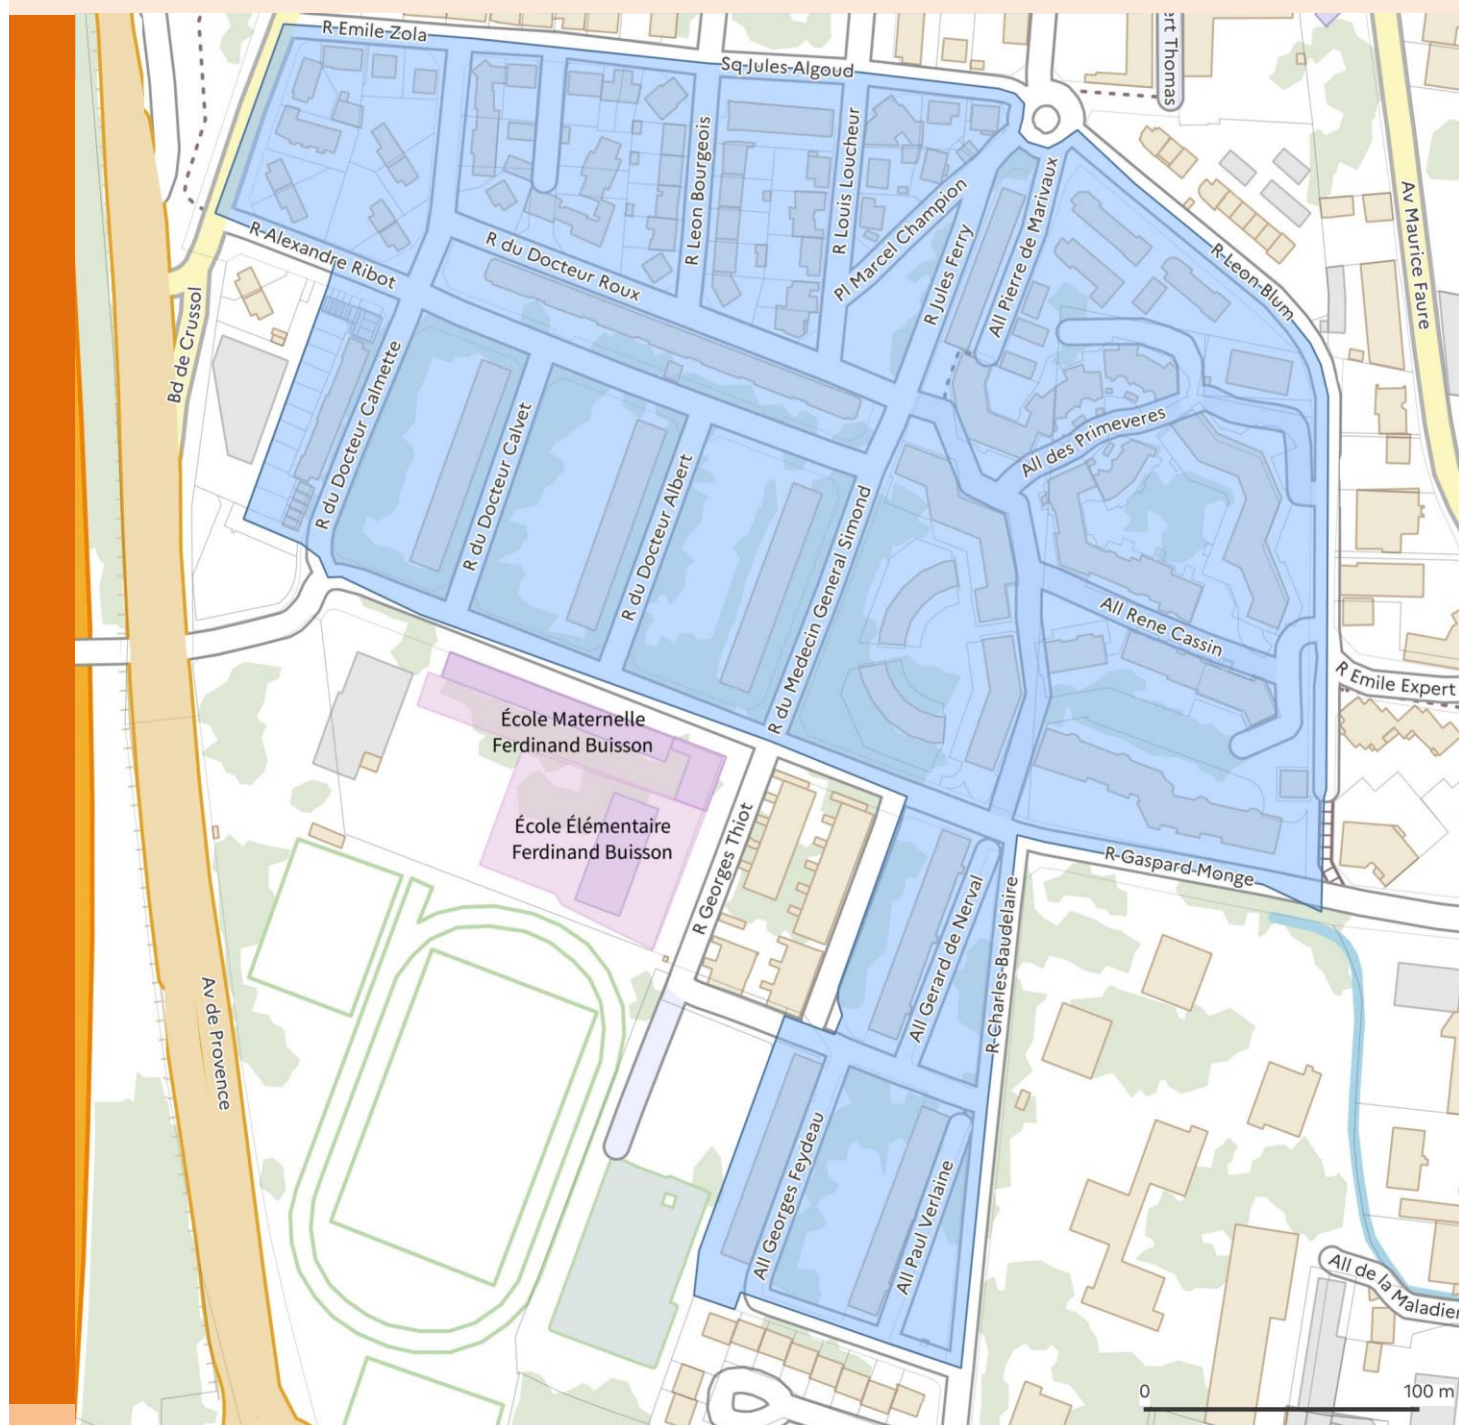 R Emile Zola
Sq Jules Algoud
ert Thomas
R Leon Bourgeois
R Louis Loucheur
Pl Marcel Champion
R Jules Ferry
All Pierre de Marivaux
R Leon Blum
Av Maurice Faure
R Alexandre Ribot
R du Docteur Roux
Bd de Crussol
R du Docteur Calmette
R du Docteur Calvet
R du Docteur Albert
R du Medecin General Simond
All des Primeveres
All Rene Cassin
R Emile Expert
École Maternelle
Ferdinand Buisson
École Élémentaire
Ferdinand Buisson
R Georges Thiot
R Gaspard Monge
All Gerard de Nerval
R Charles Baudelaire
Av de Provence
All Georges Feydeau
All Paul Verlaine
All de la Maladier
0 100 m